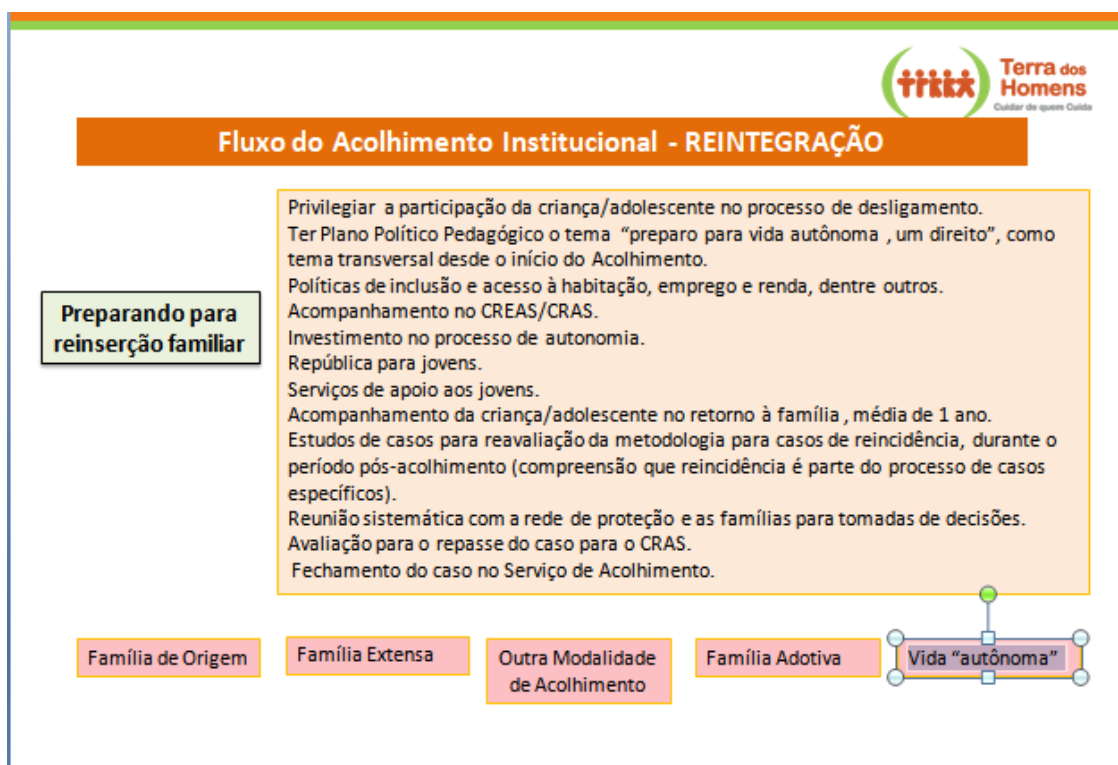 Terra dos
Homens
Cuidar de quem Cuida
Fluxo do Acolhimento Institucional - REINTEGRAÇÃO
Preparando para
reinserção familiar
Privilegiar a participação da criança/adolescente no processo de desligamento.
Ter Plano Político Pedagógico o tema “preparo para vida autônoma , um direito”, como
tema transversal desde o início do Acolhimento.
Políticas de inclusão e acesso à habitação, emprego e renda, dentre outros.
Acompanhamento no CREAS/CRAS.
Investimento no processo de autonomia.
República para jovens.
Serviços de apoio aos jovens.
Acompanhamento da criança/adolescente no retorno à família , média de 1 ano.
Estudos de casos para reavaliação da metodologia para casos de reincidência, durante o
período pós-acolhimento (compreensão que reincidência é parte do processo de casos
específicos).
Reunião sistemática com a rede de proteção e as famílias para tomadas de decisões.
Avaliação para o repasse do caso para o CRAS.
Fechamento do caso no Serviço de Acolhimento.
Família de Origem
Família Extensa
Outra Modalidade
de Acolhimento
Família Adotiva
Vida “autônoma”